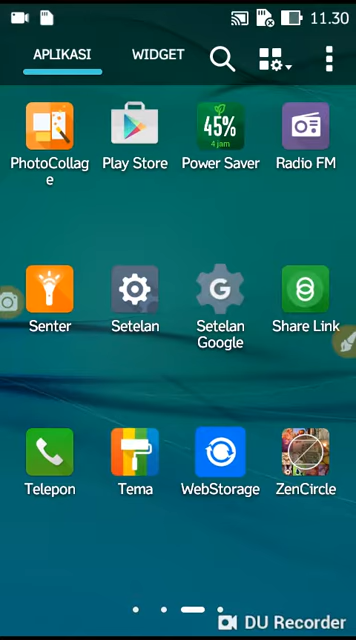 11.30
APLIKASI
WIDGET
45%
4 jam
PhotoCollag
e
Play Store
Power Saver
Radio FM
G
Senter
Setelan
Setelan
Google
Share Link
Telepon
Tema
WebStorage
ZenCircle
DU Recorder